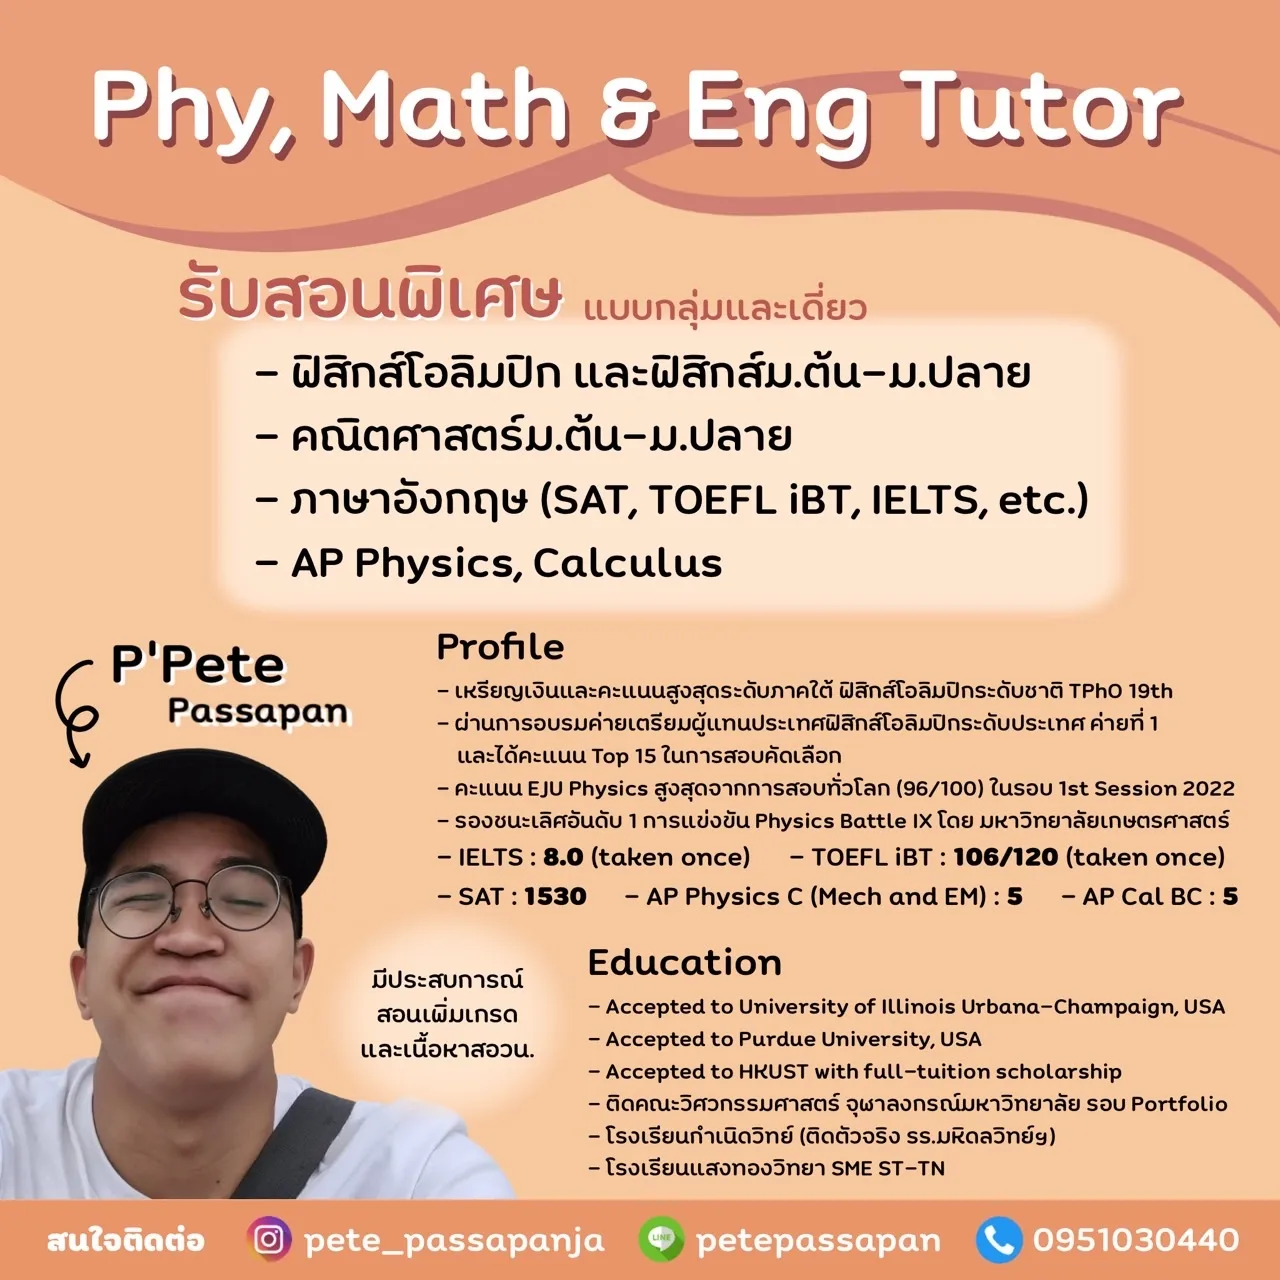 Phy, Math & Eng Tutor
รับสอนพิเศษ แบบกลุ่มและเดี่ยว
- ฟิสิกส์โอลิมปิก และฟิสิกส์ม.ต้น-ม.ปลาย
- คณิตศาสตร์ม.ต้น-ม.ปลาย
- ภาษาอังกฤษ (SAT, TOEFL iBT, IELTS, etc.)
- AP Physics, Calculus
P'Pete
Passapan
Profile
- เหรียญเงินและคะแนนสูงสุดระดับภาคใต้ ฟิสิกส์โอลิมปิกระดับชาติ TPhO 19th
- ผ่านการอบรมค่ายเตรียมผู้แทนประเทศฟิสิกส์โอลิมปิกระดับประเทศ ค่ายที่ 1
และได้คะแนน Top 15 ในการสอบคัดเลือก
- คะแนน EJU Physics สูงสุดจากการสอบทั่วโลก (96/100) ในรอบ 1st Session 2022
- รองชนะเลิศอันดับ 1 การแข่งขัน Physics Battle IX โดย มหาวิทยาลัยเกษตรศาสตร์
- IELTS : 8.0 (taken once) - TOEFL iBT : 106/120 (taken once)
- SAT : 1530 - AP Physics C (Mech and EM) : 5 - AP Cal BC : 5
มีประสบการณ์
สอนเพิ่มเกรด
และเนื้อหาสอวน.
Education
- Accepted to University of Illinois Urbana-Champaign, USA
- Accepted to Purdue University, USA
- Accepted to HKUST with full-tuition scholarship
- ติดคณะวิศวกรรมศาสตร์ จุฬาลงกรณ์มหาวิทยาลัย รอบ Portfolio
- โรงเรียนกำเนิดวิทย์ (ติดตัวจริง รร.มหิดลวิทย์ฯ)
- โรงเรียนแสงทองวิทยา SME ST-TN
สนใจติดต่อ pete_passapanja LINE petepassapan 0951030440